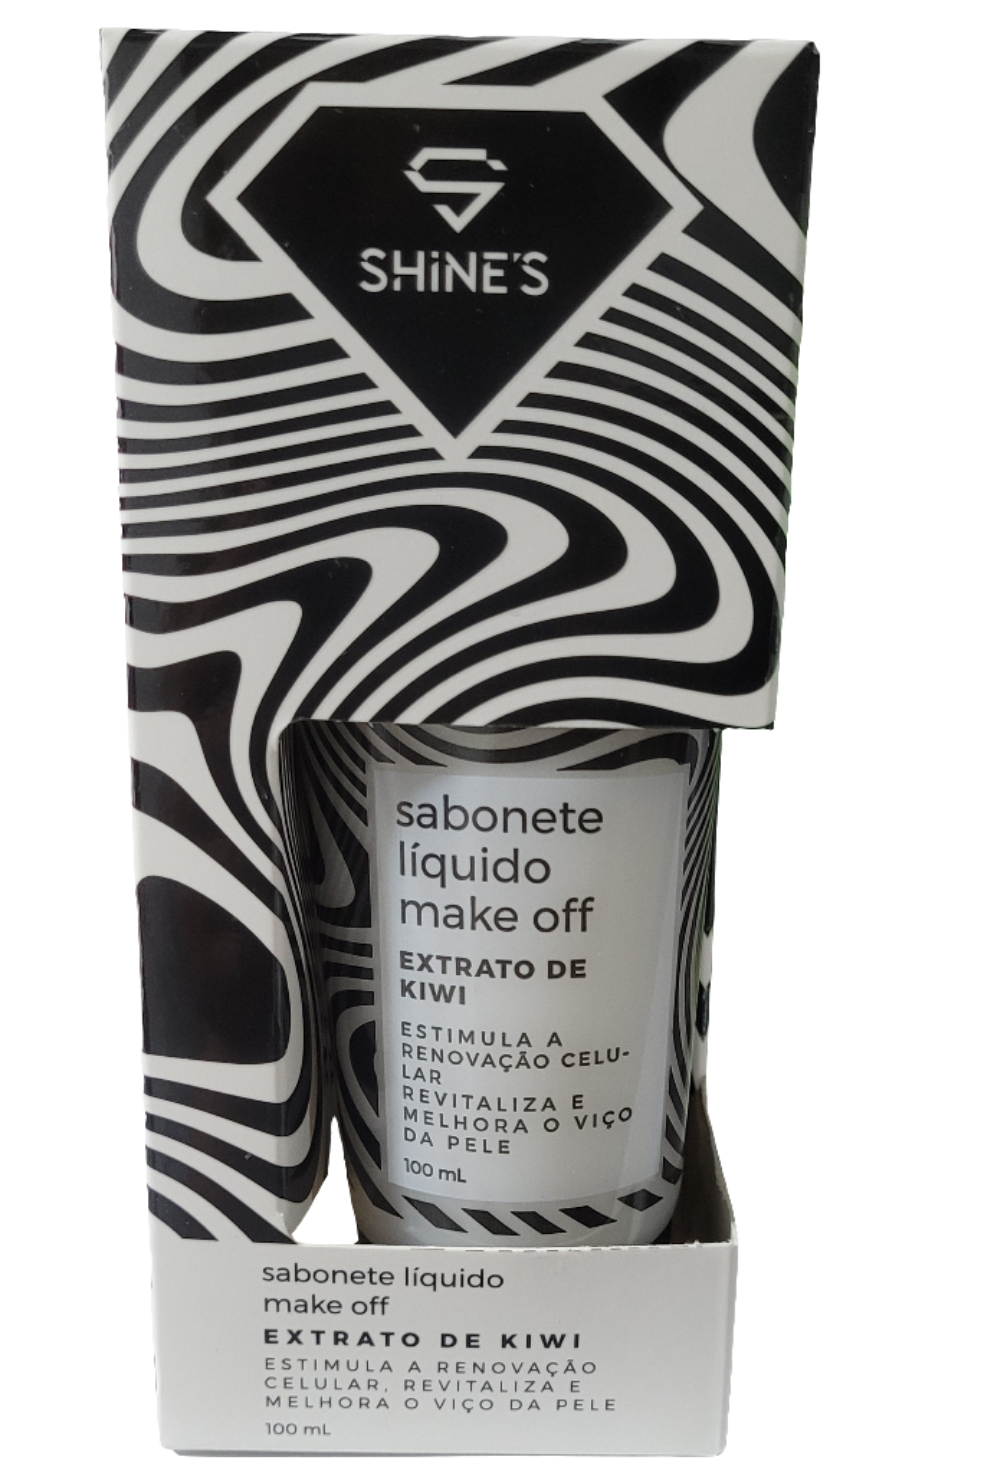 SHiNE'S
sabonete
líquido
make off
EXTRATO DE
KIWI
ESTIMULA A
RENOVAÇÃO CELU-
LAR
REVITALIZA E
MELHORA O VIÇO
DA PELE
100 mL
sabonete líquido
make off
EXTRATO DE KIWI
ESTIMULA A RENOVAÇÃO
CELULAR, REVITALIZA E
MELHORA O VIÇO DA PELE
100 mL